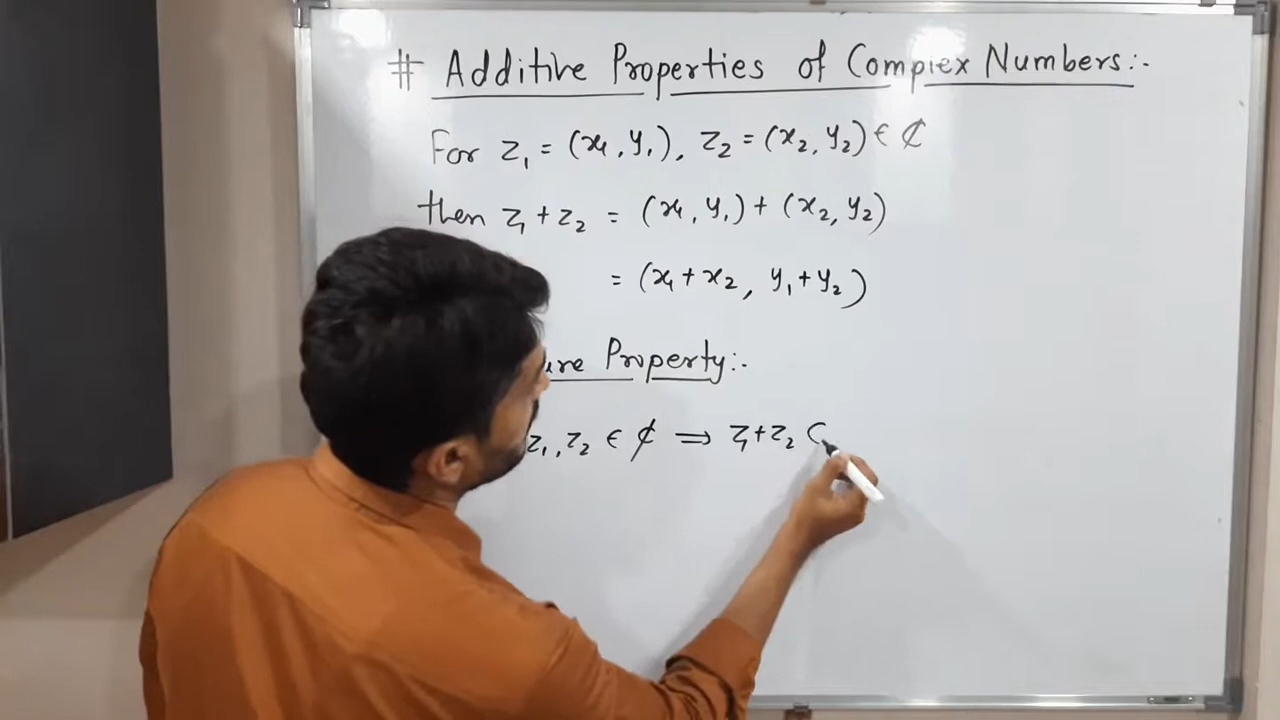 # Additive Properties of Complex Numbers:-
For z₁ = (x₁, y₁), z₂ = (x₂, y₂) ∈ ₵
then z₁ + z₂ = (x₁, y₁) + (x₂, y₂)
= (x₁ + x₂, y₁ + y₂)
Property:-
z₁, z₂ ∈ ₵ ⟹ z₁ + z₂